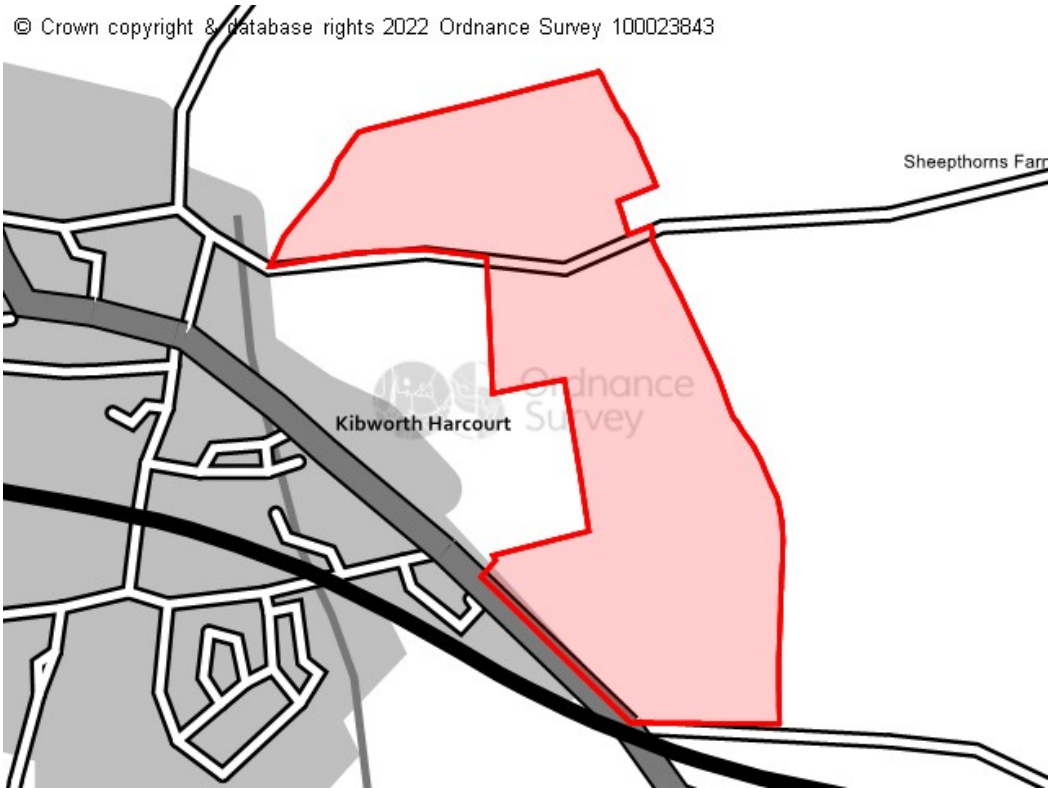 © Crown copyright & database rights 2022 Ordnance Survey 100023843
Sheepthorns Farm
Ordnance
Survey
Kibworth Harcourt